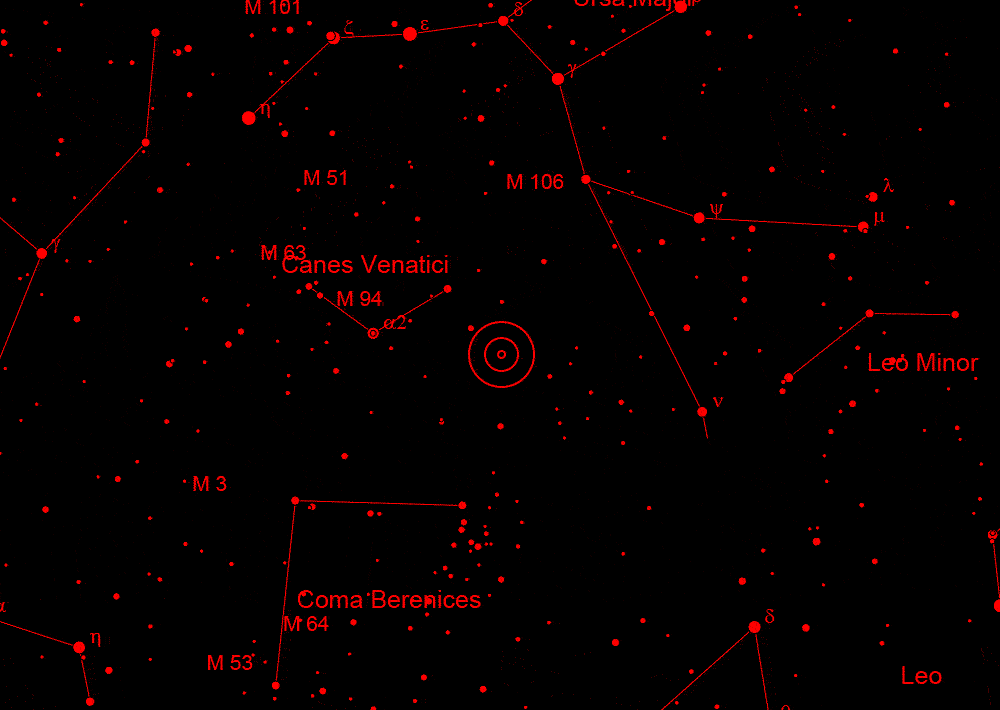 M 101
Ursa Major
δ
ζ
ε
γ
η
M 51
M 106
λ
ψ
μ
γ
M 63
Canes Venatici
M 94
α2
Leo Minor
ν
M 3
Coma Berenices
α
M 64
δ
η
M 53
Leo